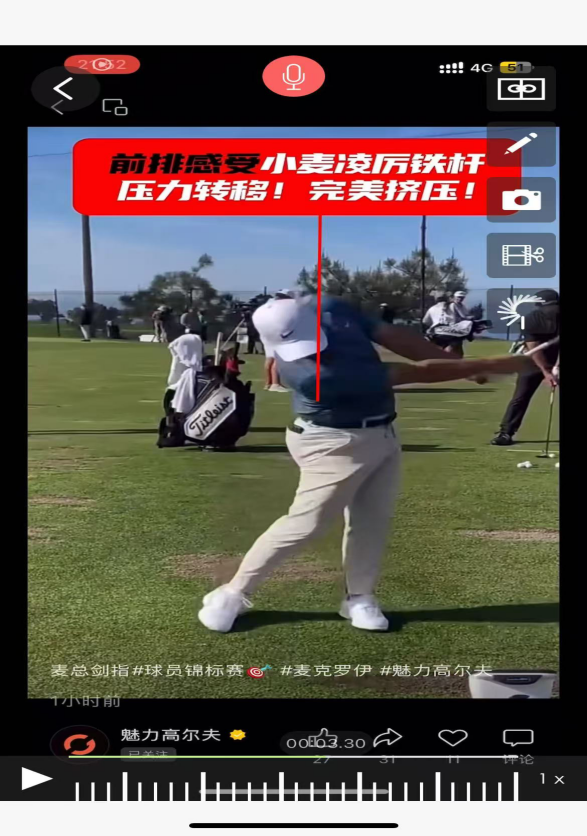 4G 51
前排感受小麦凌厉铁杆
压力转移！完美挤压！
Titleist
麦总剑指#球员锦标赛🎯 #麦克罗伊 #魅力高尔夫
1小时前
魅力高尔夫
已关注
00:03.30
27
31
11
评论
1 x